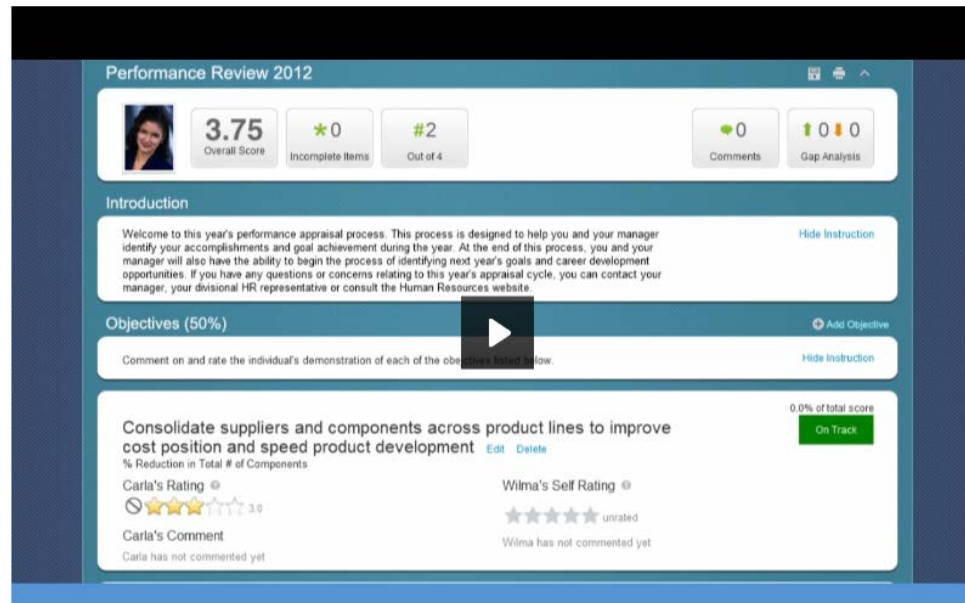 Performance Review 2012
3.75
Overall Score
*0
Incomplete Items
#2
Out of 4
0
Comments
0 0
Gap Analysis
Introduction
Welcome to this year's performance appraisal process. This process is designed to help you and your manager
identify your accomplishments and goal achievement during the year. At the end of this process, you and your
manager will also have the ability to begin the process of identifying next year's goals and career development
opportunities. If you have any questions or concerns relating to this year's appraisal cycle, you can contact your
manager, your divisional HR representative or consult the Human Resources website.
Hide Instruction
Objectives (50%)
Add Objective
Comment on and rate the individual's demonstration of each of the obejctives listed below.
Hide Instruction
0.0% of total score
On Track
Consolidate suppliers and components across product lines to improve
cost position and speed product development Edit Delete
% Reduction in Total # of Components
Carla's Rating
3.0
Carla's Comment
Carla has not commented yet
Wilma's Self Rating
unrated
Wilma has not commented yet